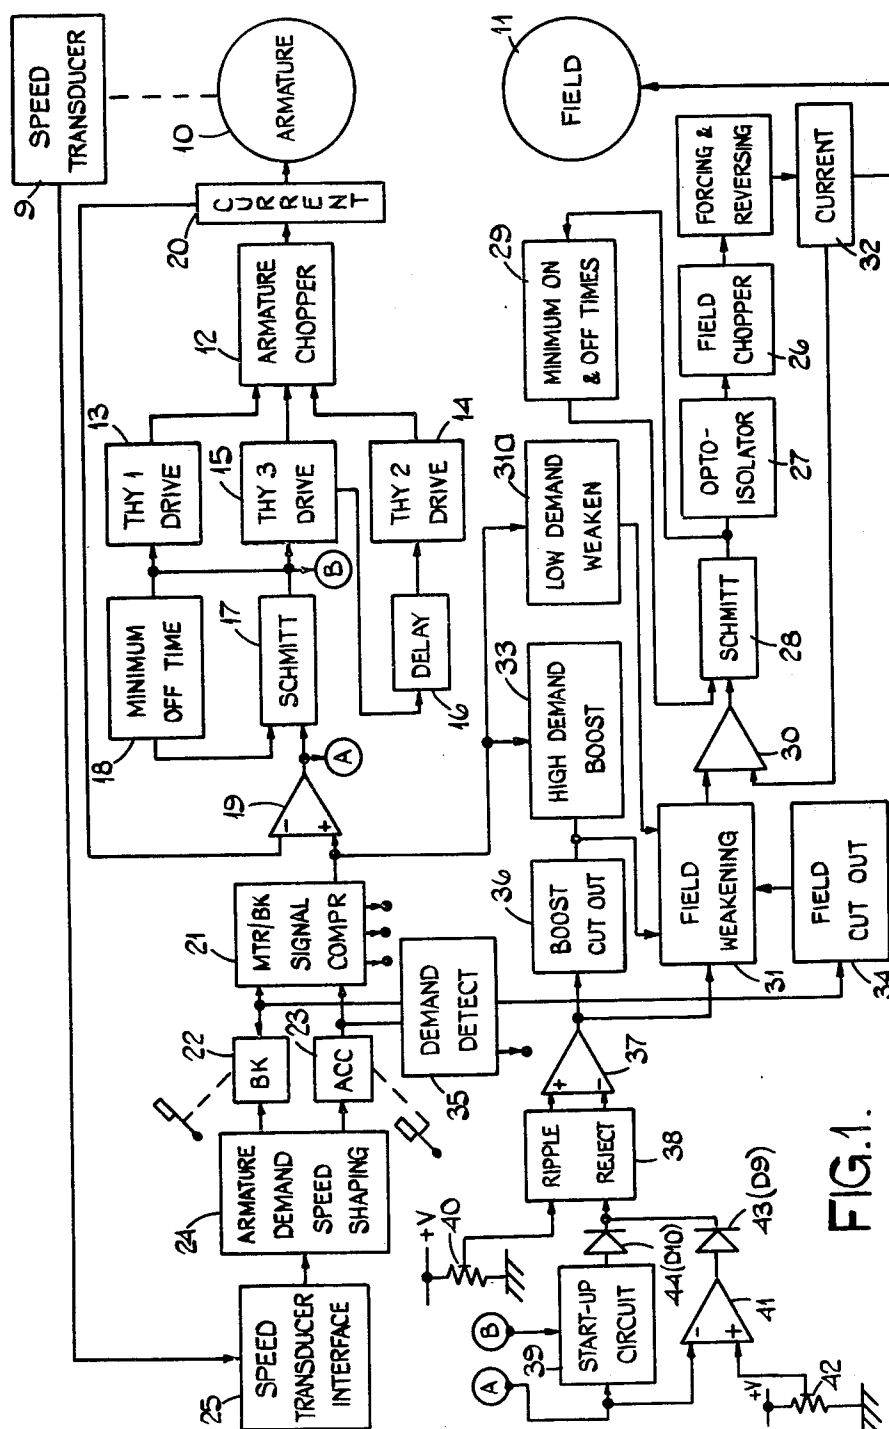 SPEED
TRANSDUCER
9
10
ARMATURE
11
FIELD
CURRENT
20
ARMATURE
CHOPPER
12
THY 1
DRIVE
13
THY 3
DRIVE
15
THY 2
DRIVE
14
MINIMUM
OFF TIME
18
SCHMITT
17
B
DELAY
16
A
19
-
+
MTR/BK
SIGNAL
COMPR
21
BK
22
ACC
23
DEMAND
DETECT
35
ARMATURE
DEMAND
SPEED
SHAPING
24
SPEED
TRANSDUCER
INTERFACE
25
FORCING &
REVERSING
CURRENT
32
MINIMUM ON
& OFF TIMES
29
FIELD
CHOPPER
26
OPTO-
ISOLATOR
27
LOW DEMAND
WEAKEN
310
HIGH DEMAND
BOOST
33
SCHMITT
28
30
BOOST
CUT OUT
36
FIELD
WEAKENING
31
FIELD
CUT OUT
34
+
-
37
RIPPLE
REJECT
38
+V
40
44(D10)
43(D9)
START-UP
CIRCUIT
39
A
B
-
+
41
+V
42
FIG.1.